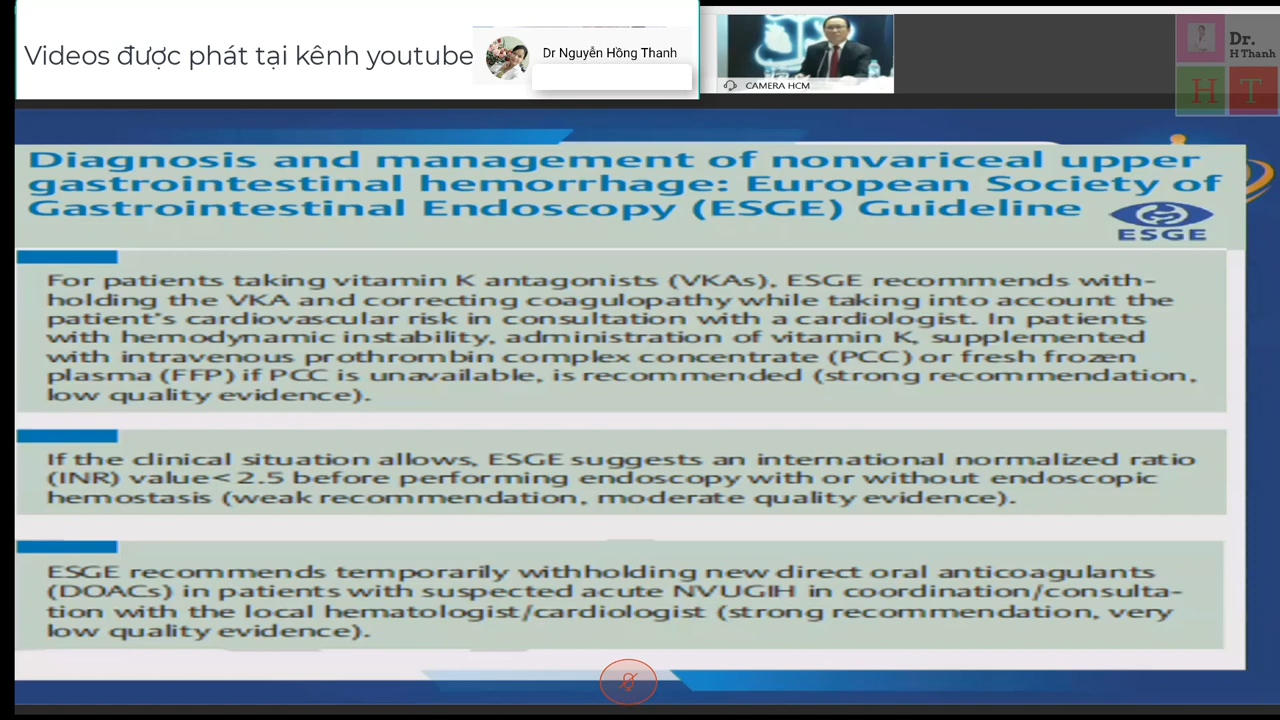 Videos được phát tại kênh youtube
Dr Nguyễn Hồng Thanh
CAMERA HCM
Dr.
H Thanh
H T
Diagnosis and management of nonvariceal upper
gastrointestinal hemorrhage: European Society of
Gastrointestinal Endoscopy (ESGE) Guideline
ESGE
For patients taking vitamin K antagonists (VKAs), ESGE recommends with-
holding the VKA and correcting coagulopathy while taking into account the
patient's cardiovascular risk in consultation with a cardiologist. In patients
with hemodynamic instability, administration of vitamin K, supplemented
with intravenous prothrombin complex concentrate (PCC) or fresh frozen
plasma (FFP) if PCC is unavailable, is recommended (strong recommendation,
low quality evidence).
If the clinical situation allows, ESGE suggests an international normalized ratio
(INR) value< 2.5 before performing endoscopy with or without endoscopic
hemostasis (weak recommendation, moderate quality evidence).
ESGE recommends temporarily withholding new direct oral anticoagulants
(DOACs) in patients with suspected acute NVUGIH in coordination/consulta-
tion with the local hematologist/cardiologist (strong recommendation, very
low quality evidence).